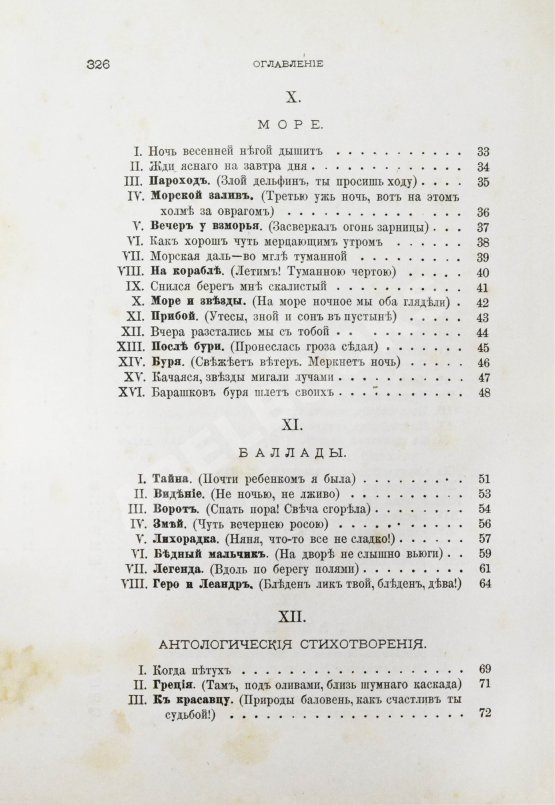 326 ОГЛАВЛЕНІЕ
X.
МОРЕ.
I. Ночь весенней нѣгой дышитъ . . . . . . . . . . . 33
II. Жди яснаго на завтра дня . . . . . . . . . . . . 34
III. Пароходъ. (Злой дельфинъ, ты просишь ходу) . . . . 35
IV. Морской заливъ. (Третью ужь ночь, вотъ на этомъ
холмѣ за оврагомъ) . . . . . . . . . . . . . 36
V. Вечеръ у взморья. (Засверкалъ огонь зарницы) . . . 37
VI. Какъ хорошъ чуть мерцающимъ утромъ . . . . . . 38
VII. Морская даль—во мглѣ туманной . . . . . . . . . 39
VIII. На кораблѣ. (Летимъ! Туманною чертою) . . . . . 40
IX. Снился берегъ мнѣ скалистый . . . . . . . . . . 41
X. Море и звѣзды. (На море ночное мы оба глядѣли) . 42
XI. Прибой. (Утесы, зной и сонъ въ пустынѣ) . . . . . 43
XII. Вчера разстались мы съ тобой . . . . . . . . . . 44
XIII. Послѣ бури. (Пронеслась гроза сѣдая) . . . . . . . 45
XIV. Буря. (Свѣжѣетъ вѣтеръ. Меркнетъ ночь) . . . . . 46
XV. Качаяся, звѣзды мигали лучами . . . . . . . . . . 47
XVI. Барашковъ буря шлетъ своихъ . . . . . . . . . . 48
XI.
БАЛЛАДЫ.
I. Тайна. (Почти ребенкомъ я была) . . . . . . . . 51
II. Видѣніе. (Не ночью, не лживо) . . . . . . . . . . 53
III. Воротъ. (Спать пора! Свѣча сгорѣла) . . . . . . . 54
IV. Змѣй. (Чуть вечернею росою) . . . . . . . . . . 56
V. Лихорадка. (Няня, что-то все не сладко!) . . . . . 57
VI. Бѣдный мальчикъ. (На дворѣ не слышно вьюги) . . 59
VII. Легенда. (Вдоль по берегу полями) . . . . . . . . 61
VIII. Геро и Леандръ. (Блѣденъ ликъ твой, блѣденъ, дѣва!) 64
XII.
АНТОЛОГИЧЕСКІЯ СТИХОТВОРЕНІЯ.
I. Когда пѣтухъ . . . . . . . . . . . . . . . . . . 69
II. Греція. (Тамъ, подъ оливами, близь шумнаго каскада) 71
III. Къ красавцу. (Природы баловень, какъ счастливъ ты
судьбой!) . . . . . . . . . . . . . . . . . . 72